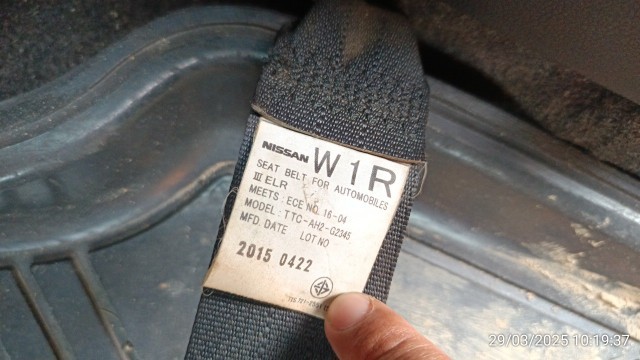 NISSAN W1R
SEAT BELT FOR AUTOMOBILES
III ELR
MEETS : ECE NO. 16-04
MODEL : TTC-AH2-G2345
MFD. DATE LOT NO
2015 0422
29/03/2025 10:19:37